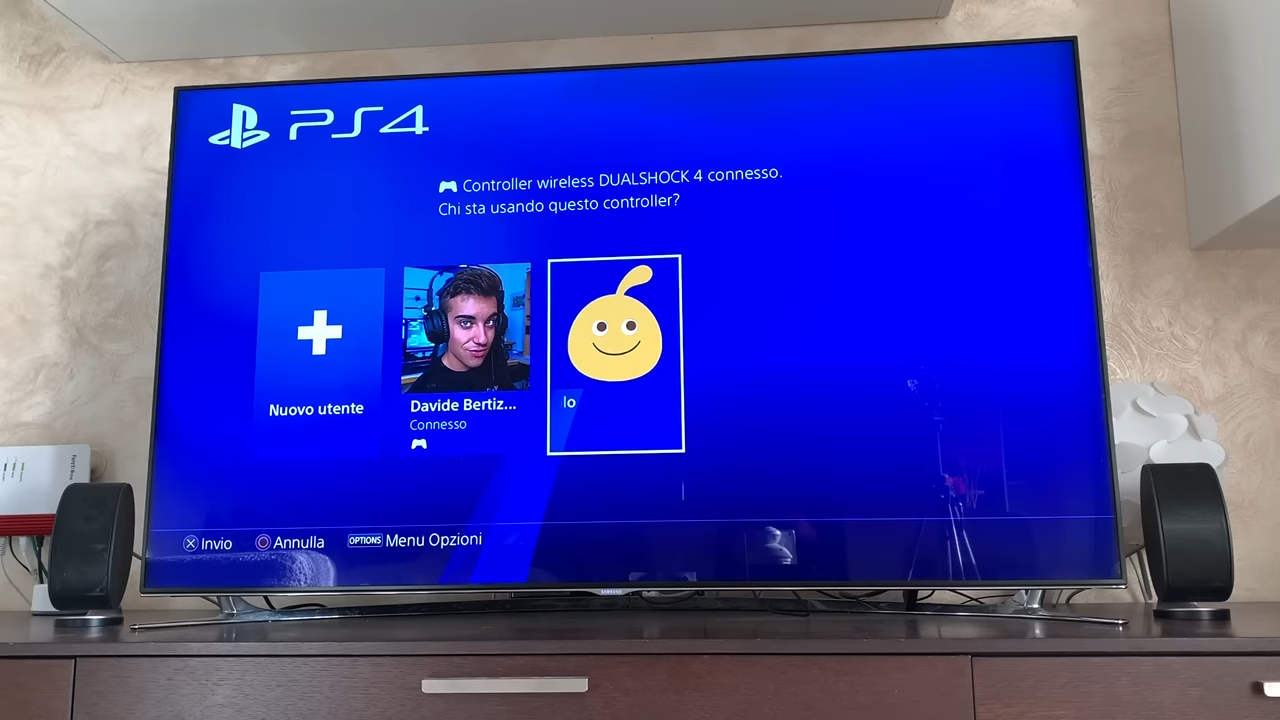 PS4
Controller wireless DUALSHOCK 4 connesso.
Chi sta usando questo controller?
Nuovo utente
Davide Bertiz...
Connesso
Io
Invio
Annulla
OPTIONS Menu Opzioni
SAMSUNG